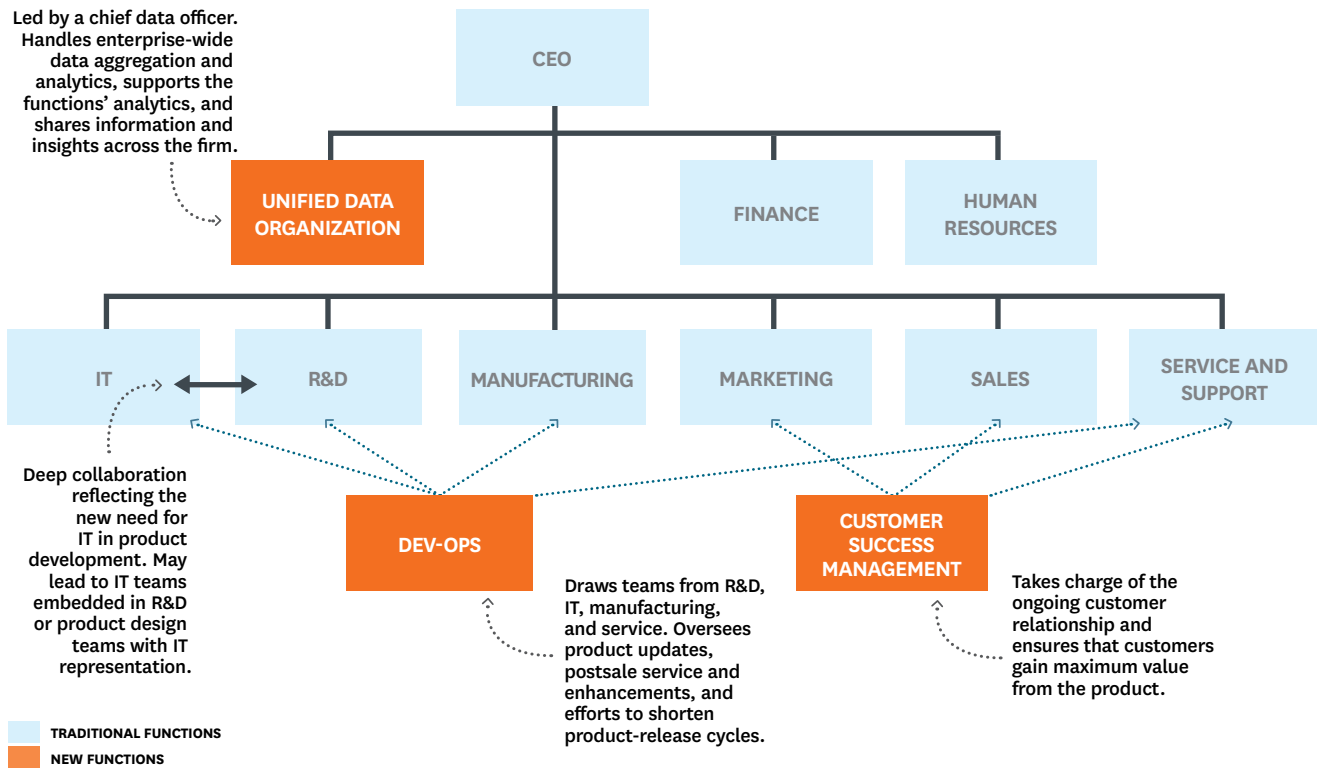 Led by a chief data officer.
Handles enterprise-wide
data aggregation and
analytics, supports the
functions’ analytics, and
shares information and
insights across the firm.
CEO
UNIFIED DATA
ORGANIZATION
FINANCE
HUMAN
RESOURCES
IT
R&D
MANUFACTURING
MARKETING
SALES
SERVICE AND
SUPPORT
Deep collaboration
reflecting the
new need for
IT in product
development. May
lead to IT teams
embedded in R&D
or product design
teams with IT
representation.
DEV-OPS
Draws teams from R&D,
IT, manufacturing,
and service. Oversees
product updates,
postsale service and
enhancements, and
efforts to shorten
product-release cycles.
CUSTOMER
SUCCESS
MANAGEMENT
Takes charge of the
ongoing customer
relationship and
ensures that customers
gain maximum value
from the product.
TRADITIONAL FUNCTIONS
NEW FUNCTIONS